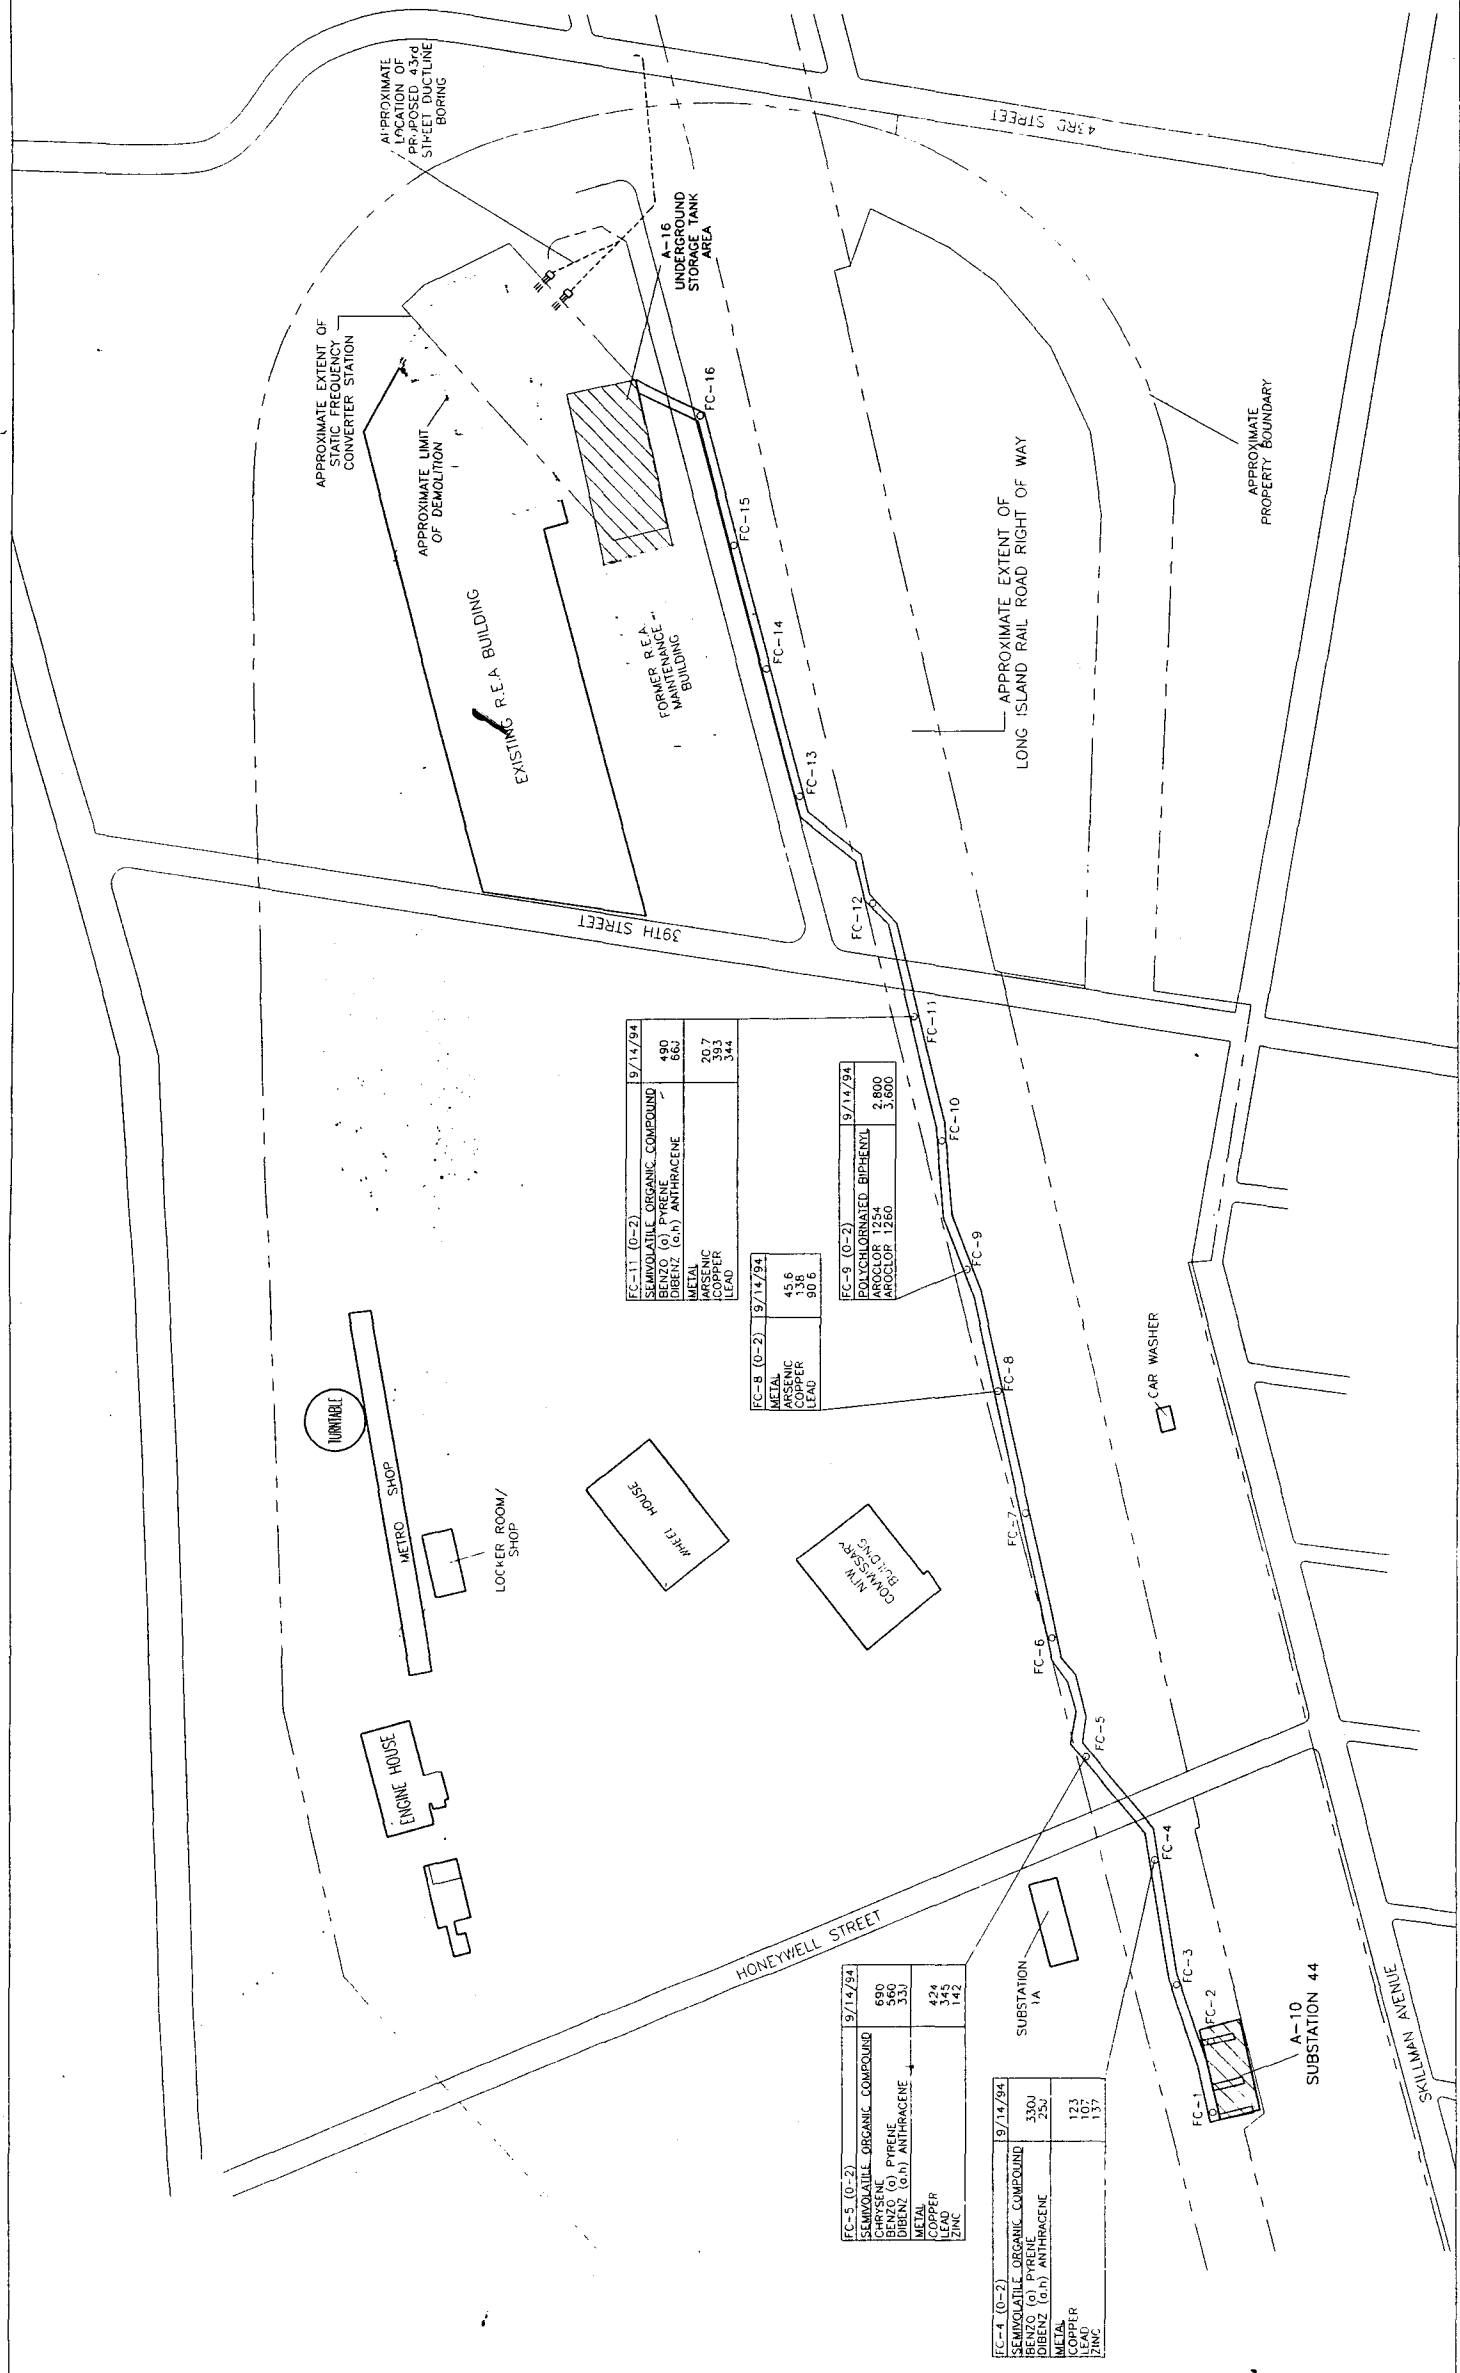 APPROXIMATE
LOCATION OF
PROPOSED 43rd
STREET DUCTLINE
BORING
43RD STREET
APPROXIMATE EXTENT OF
STATIC FREQUENCY
CONVERTER STATION
A-16
UNDERGROUND
STORAGE TANK
AREA
APPROXIMATE LIMIT
OF DEMOLITION
EXISTING R.E.A BUILDING
FORMER R.E.A.
MAINTENANCE
BUILDING
FC-16
FC-15
FC-14
FC-13
FC-12
APPROXIMATE EXTENT OF
LONG ISLAND RAIL ROAD RIGHT OF WAY
APPROXIMATE
PROPERTY BOUNDARY
39TH STREET
FC-11 (0-2) 9/14/94
SEMIVOLATILE ORGANIC COMPOUND
BENZO (a) PYRENE 490
DIBENZ (a,h) ANTHRACENE 66J
METAL
ARSENIC 20.7
COPPER 393
LEAD 344
FC-11
FC-10
FC-9 (0-2) 9/14/94
POLYCHLORNATED BIPHENYL
AROCLOR 1254 2,800
AROCLOR 1260 3,600
FC-9
FC-8 (0-2) 9/14/94
METAL
ARSENIC 45.6
COPPER 138
LEAD 90.6
FC-8
FC-7
FC-6
FC-5
FC-4
FC-3
FC-2
FC-1
TURNTABLE
METRO SHOP
LOCKER ROOM/
SHOP
WHEEL HOUSE
NEW
COMMISSARY
BUILDING
CAR WASHER
ENGINE HOUSE
HONEYWELL STREET
SUBSTATION
1A
FC-5 (0-2) 9/14/94
SEMIVOLATILE ORGANIC COMPOUND
CHRYSENE 690
BENZO (a) PYRENE 560
DIBENZ (a,h) ANTHRACENE 33J
METAL
COPPER 424
LEAD 345
ZINC 142
FC-4 (0-2) 9/14/94
SEMIVOLATILE ORGANIC COMPOUND
BENZO (a) PYRENE 330J
DIBENZ (a,h) ANTHRACENE 25J
METAL
COPPER 123
LEAD 107
ZINC 137
A-10
SUBSTATION 44
SKILLMAN AVENUE